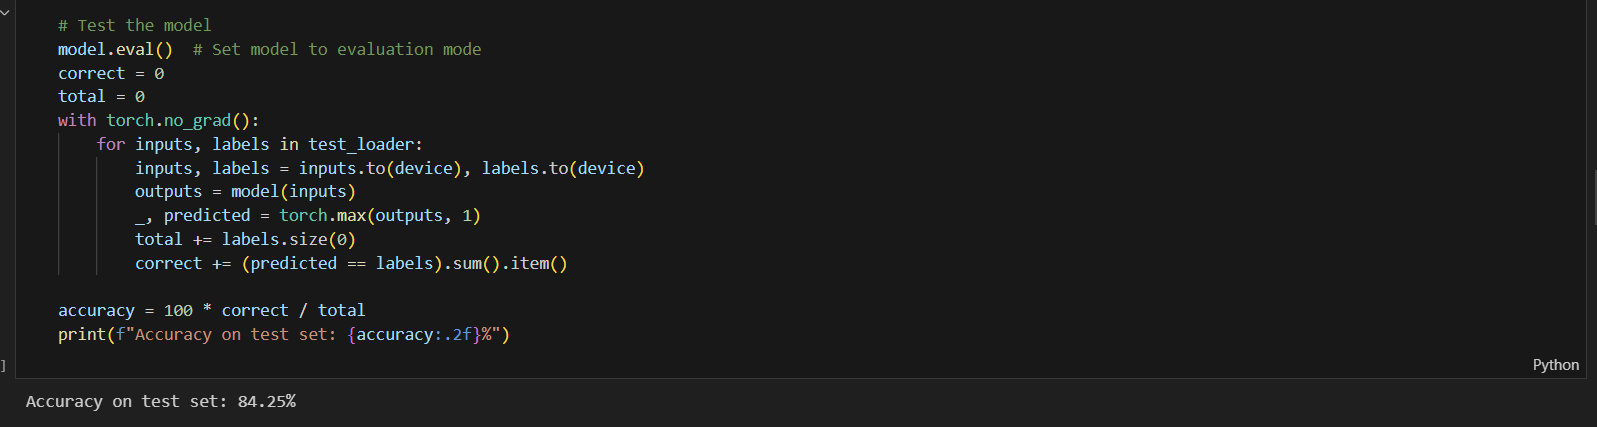 # Test the model
model.eval()  # Set model to evaluation mode
correct = 0
total = 0
with torch.no_grad():
    for inputs, labels in test_loader:
        inputs, labels = inputs.to(device), labels.to(device)
        outputs = model(inputs)
        _, predicted = torch.max(outputs, 1)
        total += labels.size(0)
        correct += (predicted == labels).sum().item()

accuracy = 100 * correct / total
print(f"Accuracy on test set: {accuracy:.2f}%")
]
Python
Accuracy on test set: 84.25%